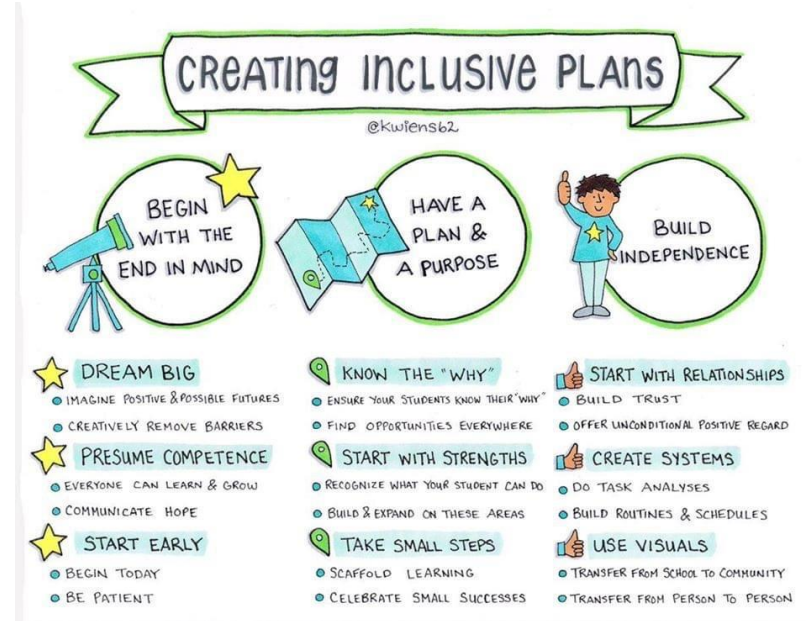 CREATING INCLUSIVE PLANS
@kwiens62
BEGIN
WITH THE
END IN MIND
HAVE A
PLAN &
A PURPOSE
BUILD
INDEPENDENCE
DREAM BIG
IMAGINE POSITIVE & POSSIBLE FUTURES
CREATIVELY REMOVE BARRIERS
PRESUME COMPETENCE
EVERYONE CAN LEARN & GROW
COMMUNICATE HOPE
START EARLY
BEGIN TODAY
BE PATIENT
KNOW THE "WHY"
ENSURE YOUR STUDENTS KNOW THEIR "WHY"
FIND OPPORTUNITIES EVERYWHERE
START WITH STRENGTHS
RECOGNIZE WHAT YOUR STUDENT CAN DO
BUILD & EXPAND ON THESE AREAS
TAKE SMALL STEPS
SCAFFOLD LEARNING
CELEBRATE SMALL SUCCESSES
START WITH RELATIONSHIPS
BUILD TRUST
OFFER UNCONDITIONAL POSITIVE REGARD
CREATE SYSTEMS
DO TASK ANALYSES
BUILD ROUTINES & SCHEDULES
USE VISUALS
TRANSFER FROM SCHOOL TO COMMUNITY
TRANSFER FROM PERSON TO PERSON